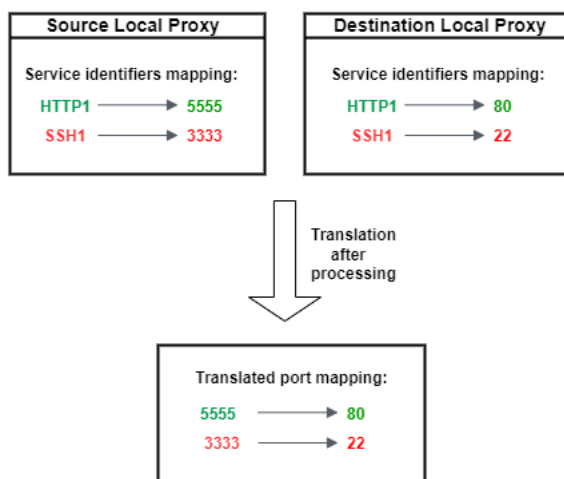 Source Local Proxy
Service identifiers mapping:
HTTP1 5555
SSH1 3333
Destination Local Proxy
Service identifiers mapping:
HTTP1 80
SSH1 22
Translation
after
processing
Translated port mapping:
5555 80
3333 22